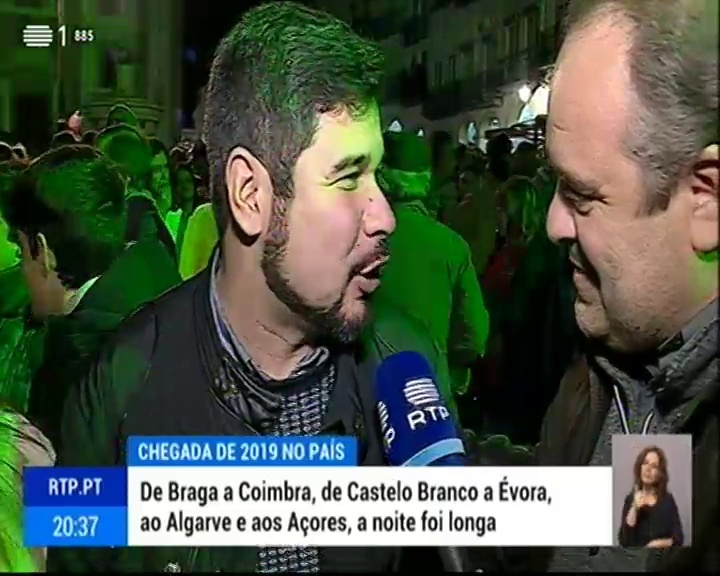 1 885
RTP
CHEGADA DE 2019 NO PAÍS
RTP.PT
De Braga a Coimbra, de Castelo Branco a Évora,
20:37
ao Algarve e aos Açores, a noite foi longa